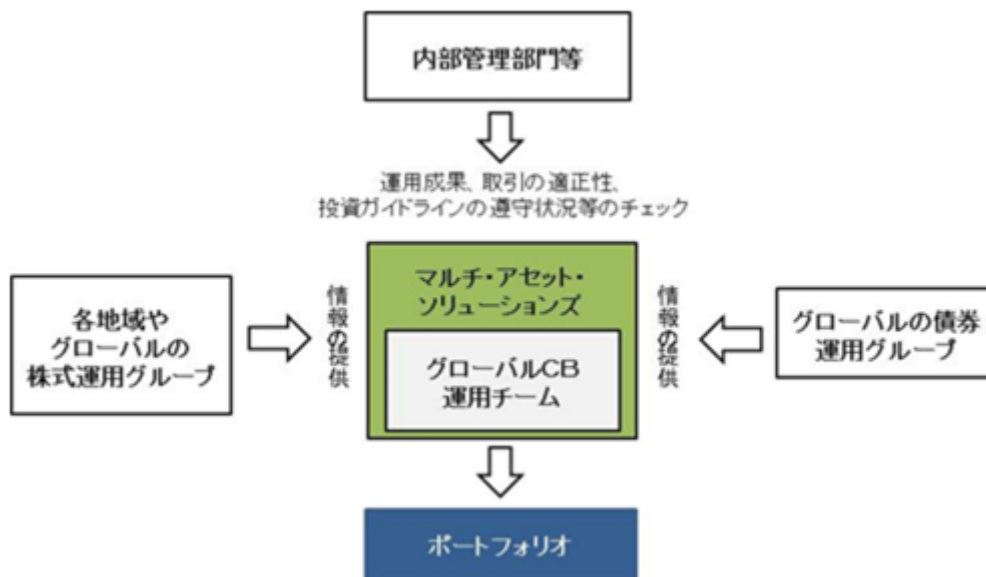 内部管理部門等
運用成果、取引の適正性、
投資ガイドラインの遵守状況等のチェック
マルチ・アセット・
ソリューションズ
各地域や
グローバルの
株式運用グループ
情報の提供
グローバルCB
運用チーム
情報の提供
グローバルの債券
運用グループ
ポートフォリオ